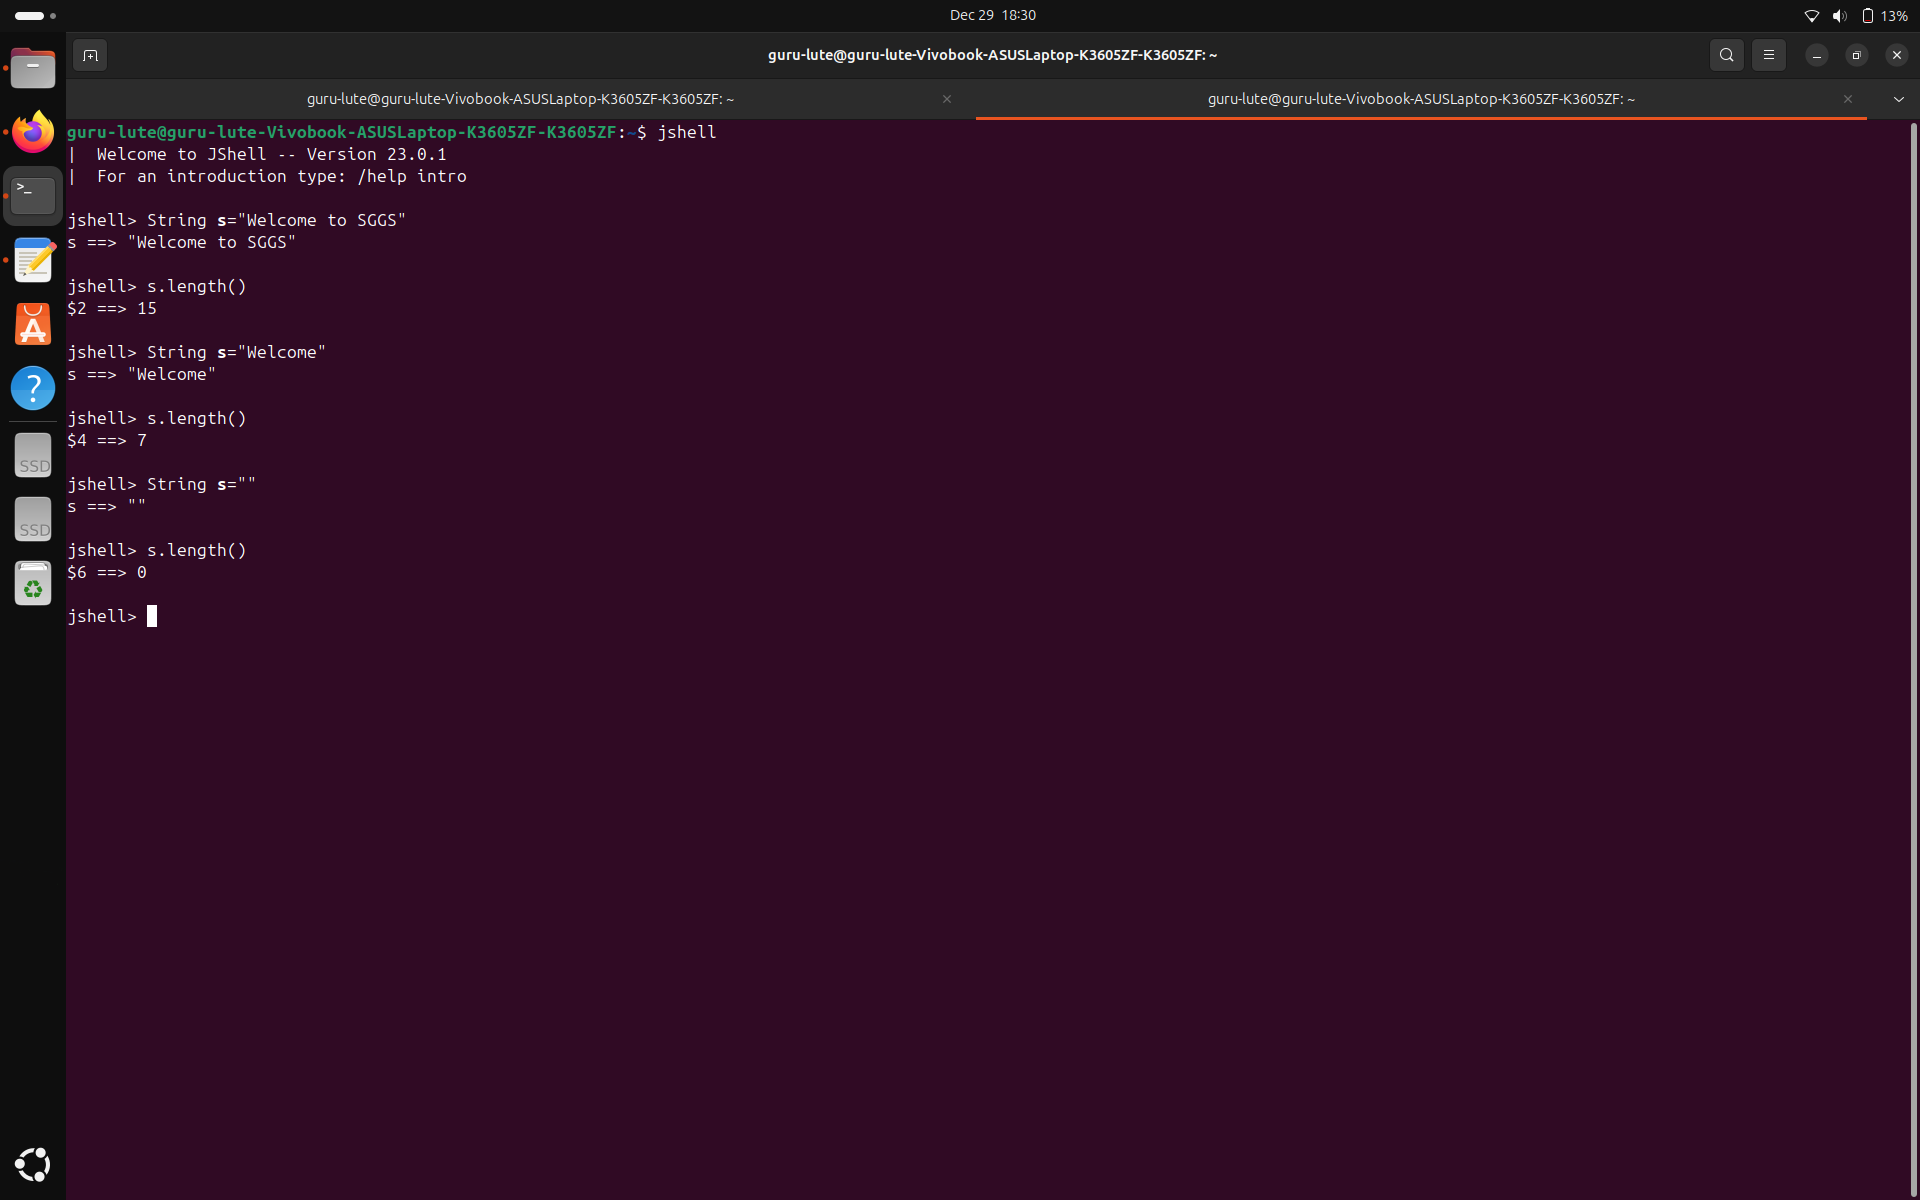 Dec 29 18:30
13%
guru-lute@guru-lute-Vivobook-ASUSLaptop-K3605ZF-K3605ZF: ~
guru-lute@guru-lute-Vivobook-ASUSLaptop-K3605ZF-K3605ZF: ~
guru-lute@guru-lute-Vivobook-ASUSLaptop-K3605ZF-K3605ZF: ~
guru-lute@guru-lute-Vivobook-ASUSLaptop-K3605ZF-K3605ZF:~$ jshell
|  Welcome to JShell -- Version 23.0.1
|  For an introduction type: /help intro
jshell> String s="Welcome to SGGS"
s ==> "Welcome to SGGS"
jshell> s.length()
$2 ==> 15
jshell> String s="Welcome"
s ==> "Welcome"
jshell> s.length()
$4 ==> 7
jshell> String s=""
s ==> ""
jshell> s.length()
$6 ==> 0
jshell>
SSD
SSD